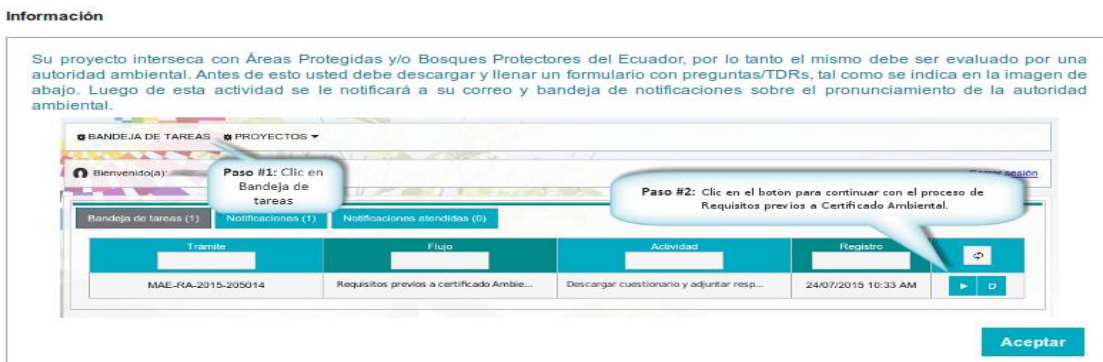 Información
Su proyecto interseca con Áreas Protegidas y/o Bosques Protectores del Ecuador, por lo tanto el mismo debe ser evaluado por una
autoridad ambiental. Antes de esto usted debe descargar y llenar un formulario con preguntas/TDRs, tal como se indica en la imagen de
abajo. Luego de esta actividad se le notificará a su correo y bandeja de notificaciones sobre el pronunciamiento de la autoridad
ambiental.
BANDEJA DE TAREAS PROYECTOS
Bienvenido(a):
Paso #1: Clic en
Bandeja de
tareas
Cerrar sesión
Paso #2: Clic en el botòn para continuar con el proceso de
Requisitos previos a Certificado Ambiental.
Bandeja de tareas (1) Notificaciones (1) Notificaciones atendidas (0)
Trámite Flujo Actividad Registro
MAE-RA-2015-205014 Requisitos previos a certificado Ambie... Descargar cuestionario y adjuntar resp... 24/07/2015 10:33 AM
Aceptar